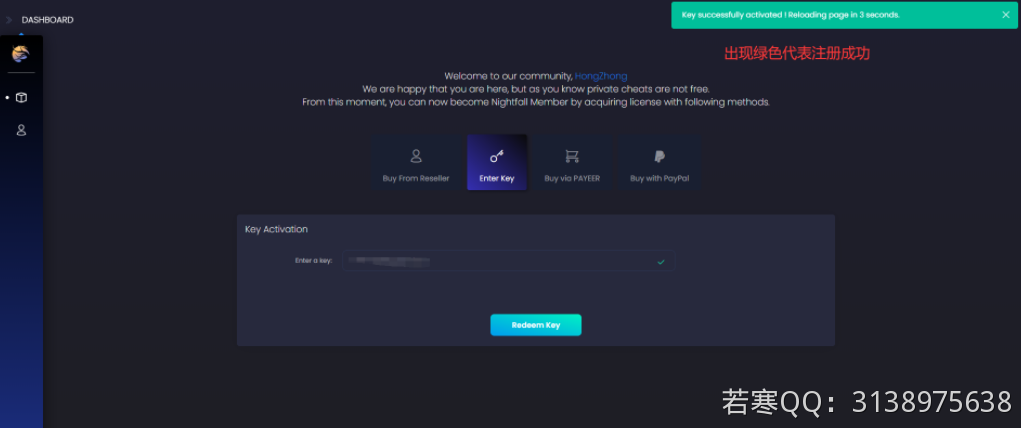 DASHBOARD
Key successfully activated ! Reloading page in 3 seconds.
出现绿色代表注册成功
Welcome to our community, HongZhong
We are happy that you are here, but as you know private cheats are not free.
From this moment, you can now become Nightfall Member by acquiring license with following methods.
Buy From Reseller
Enter Key
Buy via PAYEER
Buy with PayPal
Key Activation
Enter a key:
Redeem Key
若寒QQ：3138975638